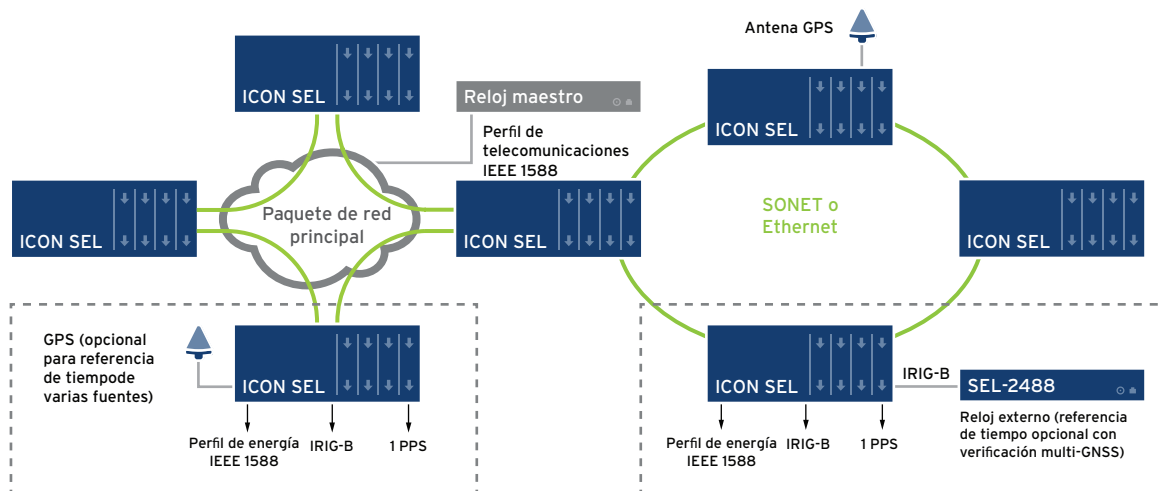 Antena GPS
ICON SEL
Reloj maestro
ICON SEL
Perfil de
telecomunicaciones
IEEE 1588
ICON SEL
Paquete de red
principal
ICON SEL
SONET o
Ethernet
ICON SEL
GPS (opcional
para referencia
de tiempode
varias fuentes)
ICON SEL
Perfil de energía
IEEE 1588
IRIG-B
1 PPS
ICON SEL
IRIG-B
SEL-2488
Reloj externo (referencia
de tiempo opcional con
verificación multi-GNSS)
Perfil de energía
IEEE 1588
IRIG-B
1 PPS